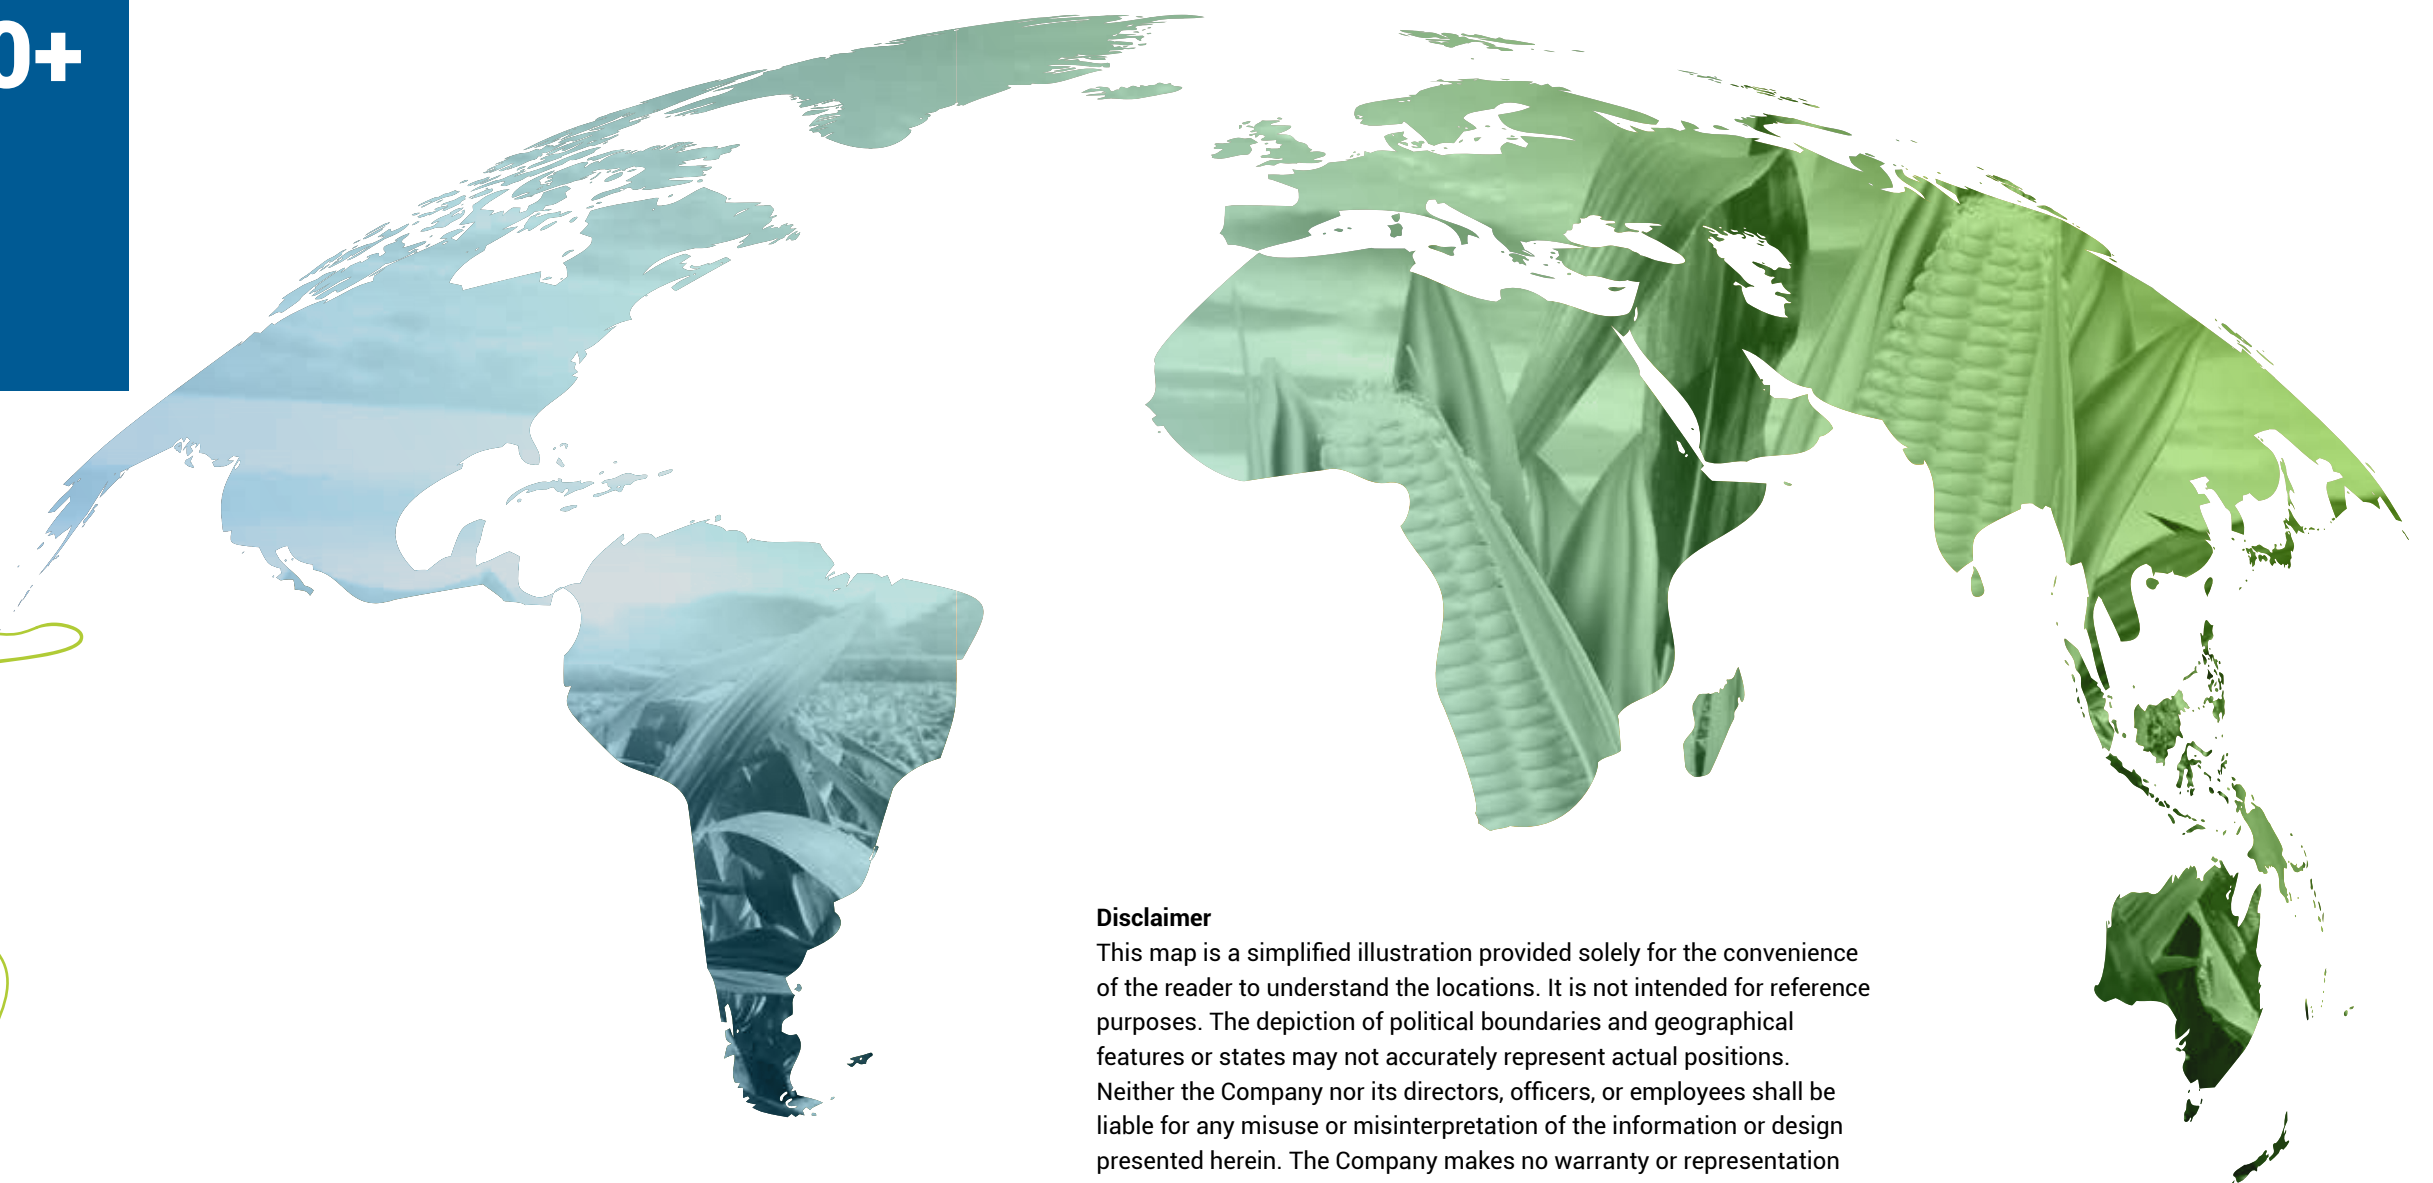 0+
Disclaimer
This map is a simplified illustration provided solely for the convenience
of the reader to understand the locations. It is not intended for reference
purposes. The depiction of political boundaries and geographical
features or states may not accurately represent actual positions.
Neither the Company nor its directors, officers, or employees shall be
liable for any misuse or misinterpretation of the information or design
presented herein. The Company makes no warranty or representation